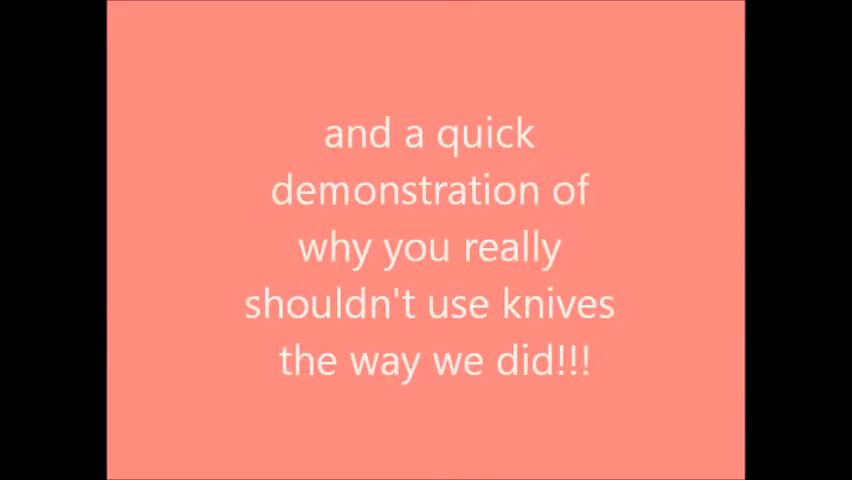 and a quick
demonstration of
why you really
shouldn't use knives
the way we did!!!